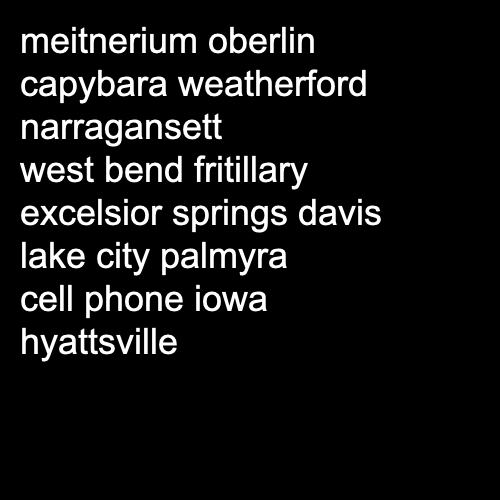 meitnerium oberlin
capybara weatherford
narragansett
west bend fritillary
excelsior springs davis
lake city palmyra
cell phone iowa
hyattsville